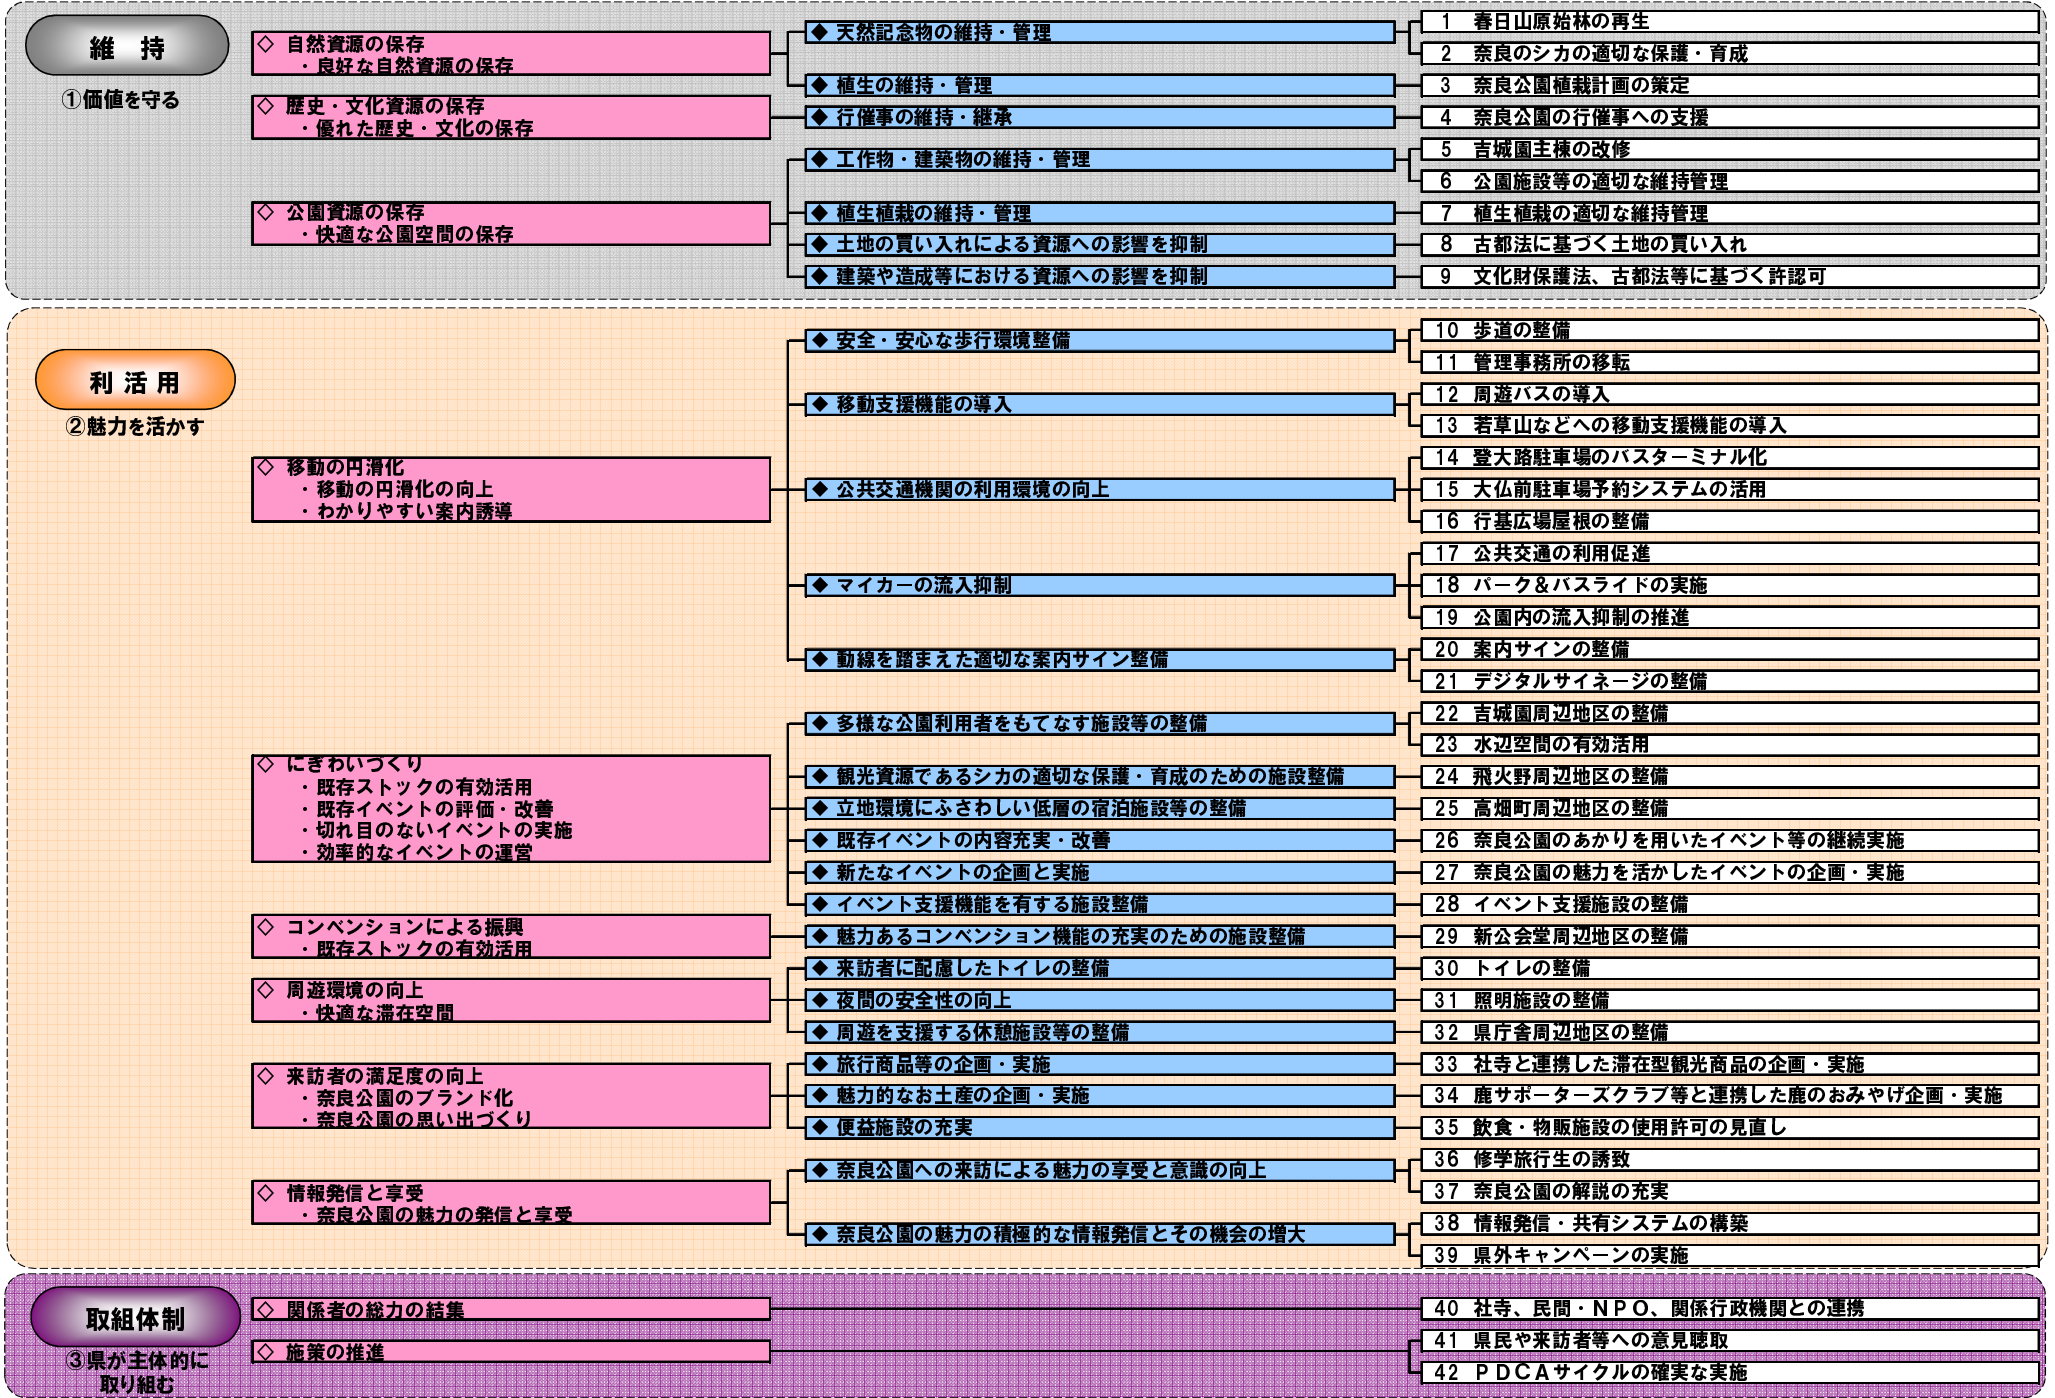 維　持
①価値を守る
◇ 自然資源の保存
・良好な自然資源の保存
◇ 歴史・文化資源の保存
・優れた歴史・文化の保存
◇ 公園資源の保存
・快適な公園空間の保存
◆ 天然記念物の維持・管理
◆ 植生の維持・管理
◆ 行催事の維持・継承
◆ 工作物・建築物の維持・管理
◆ 植生植栽の維持・管理
◆ 土地の買い入れによる資源への影響を抑制
◆ 建築や造成等における資源への影響を抑制
1 春日山原始林の再生
2 奈良のシカの適切な保護・育成
3 奈良公園植栽計画の策定
4 奈良公園の行催事への支援
5 吉城園主棟の改修
6 公園施設等の適切な維持管理
7 植生植栽の適切な維持管理
8 古都法に基づく土地の買い入れ
9 文化財保護法、古都法等に基づく許認可
利 活 用
②魅力を活かす
◇ 移動の円滑化
・移動の円滑化の向上
・わかりやすい案内誘導
◇ にぎわいづくり
・既存ストックの有効活用
・既存イベントの評価・改善
・切れ目のないイベントの実施
・効率的なイベントの運営
◇ コンベンションによる振興
・既存ストックの有効活用
◇ 周遊環境の向上
・快適な滞在空間
◇ 来訪者の満足度の向上
・奈良公園のブランド化
・奈良公園の思い出づくり
◇ 情報発信と享受
・奈良公園の魅力の発信と享受
◆ 安全・安心な歩行環境整備
◆ 移動支援機能の導入
◆ 公共交通機関の利用環境の向上
◆ マイカーの流入抑制
◆ 動線を踏まえた適切な案内サイン整備
◆ 多様な公園利用者をもてなす施設等の整備
◆ 観光資源であるシカの適切な保護・育成のための施設整備
◆ 立地環境にふさわしい低層の宿泊施設等の整備
◆ 既存イベントの内容充実・改善
◆ 新たなイベントの企画と実施
◆ イベント支援機能を有する施設整備
◆ 魅力あるコンベンション機能の充実のための施設整備
◆ 来訪者に配慮したトイレの整備
◆ 夜間の安全性の向上
◆ 周遊を支援する休憩施設等の整備
◆ 旅行商品等の企画・実施
◆ 魅力的なお土産の企画・実施
◆ 便益施設の充実
◆ 奈良公園への来訪による魅力の享受と意識の向上
◆ 奈良公園の魅力の積極的な情報発信とその機会の増大
10 歩道の整備
11 管理事務所の移転
12 周遊バスの導入
13 若草山などへの移動支援機能の導入
14 登大路駐車場のバスターミナル化
15 大仏前駐車場予約システムの活用
16 行基広場屋根の整備
17 公共交通の利用促進
18 パーク＆バスライドの実施
19 公園内の流入抑制の推進
20 案内サインの整備
21 デジタルサイネージの整備
22 吉城園周辺地区の整備
23 水辺空間の有効活用
24 飛火野周辺地区の整備
25 高畑町周辺地区の整備
26 奈良公園のあかりを用いたイベント等の継続実施
27 奈良公園の魅力を活かしたイベントの企画・実施
28 イベント支援施設の整備
29 新公会堂周辺地区の整備
30 トイレの整備
31 照明施設の整備
32 県庁舎周辺地区の整備
33 社寺と連携した滞在型観光商品の企画・実施
34 鹿サポーターズクラブ等と連携した鹿のおみやげ企画・実施
35 飲食・物販施設の使用許可の見直し
36 修学旅行生の誘致
37 奈良公園の解説の充実
38 情報発信・共有システムの構築
39 県外キャンペーンの実施
取組体制
③県が主体的に
取り組む
◇ 関係者の総力の結集
◇ 施策の推進
40 社寺、民間・ＮＰＯ、関係行政機関との連携
41 県民や来訪者等への意見聴取
42 ＰＤＣＡサイクルの確実な実施